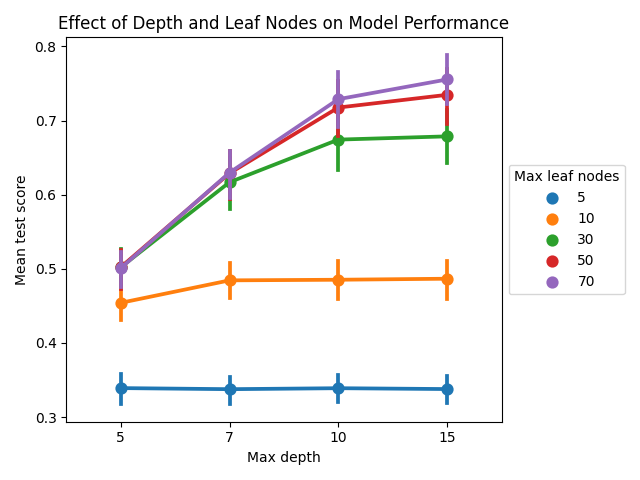 Effect of Depth and Leaf Nodes on Model Performance
0.8
0.7
0.6
0.5
0.4
0.3
Mean test score
5 7 10 15
Max depth
Max leaf nodes
5
10
30
50
70